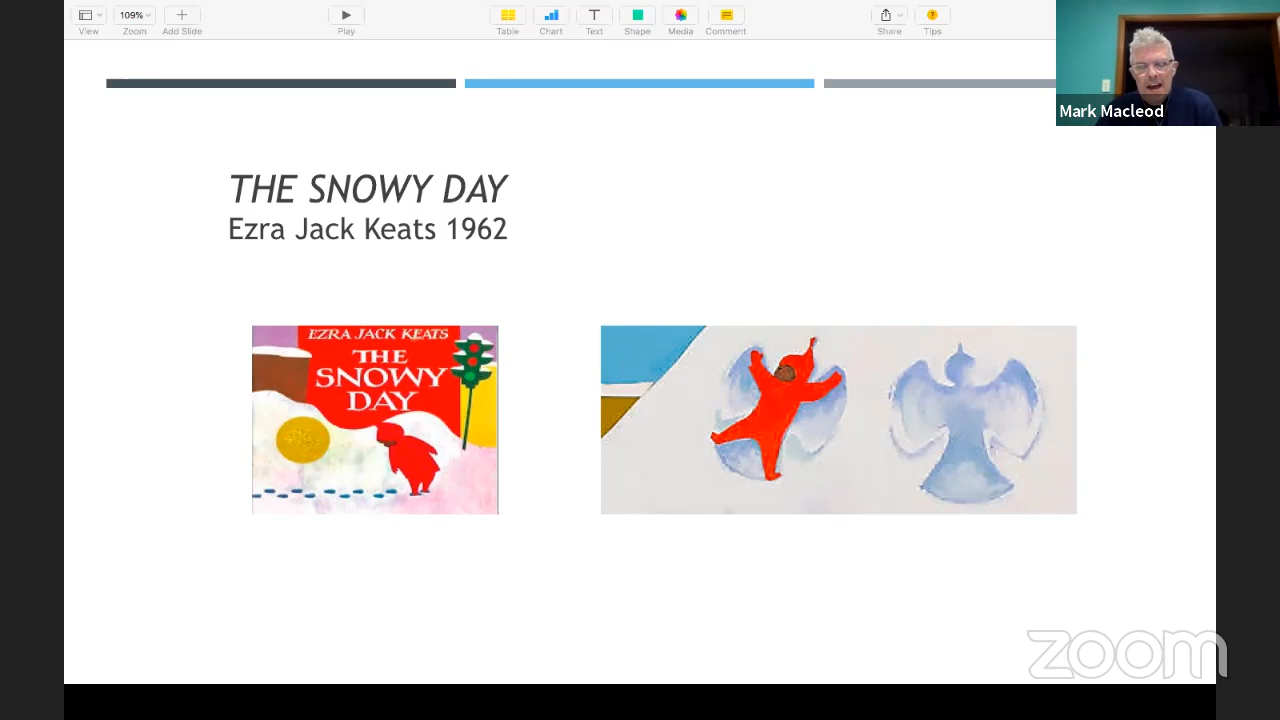 View
109%
Zoom
Add Slide
Play
Table
Chart
Text
Shape
Media
Comment
Share
Tips
Mark Macleod
THE SNOWY DAY
Ezra Jack Keats 1962
EZRA JACK KEATS
THE
SNOWY
DAY
zoom